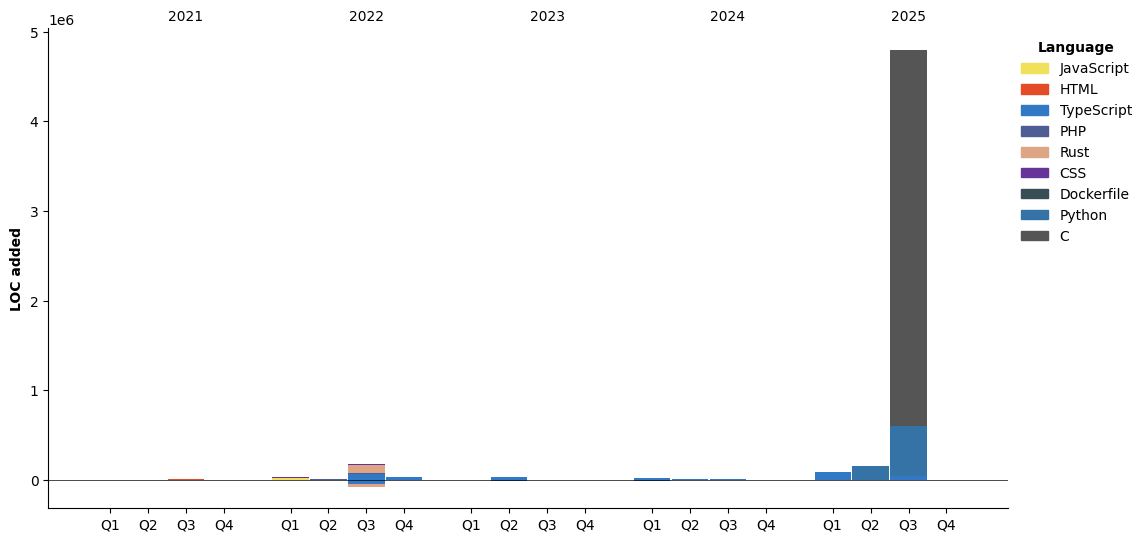 2021 2022 2023 2024 2025
1e6
5
4
3
2
1
0
LOC added
Q1 Q2 Q3 Q4 Q1 Q2 Q3 Q4 Q1 Q2 Q3 Q4 Q1 Q2 Q3 Q4 Q1 Q2 Q3 Q4
Language
JavaScript
HTML
TypeScript
PHP
Rust
CSS
Dockerfile
Python
C